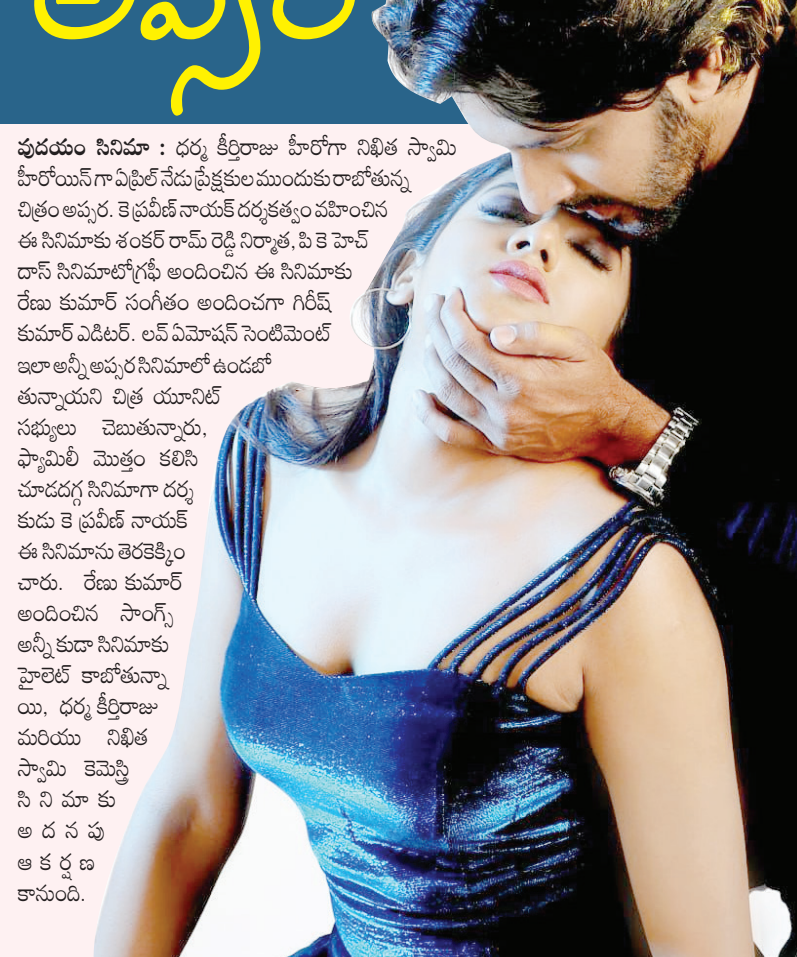 అప్సర
వుదయం సినిమా : ధర్మ కీర్తిరాజు హీరోగా నిఖిత స్వామి
హీరోయిన్ గా ఏప్రిల్ నేడు ప్రేక్షకుల ముందుకు రాబోతున్న
చిత్రం అప్సర. కె ప్రవీణ్ నాయక్ దర్శకత్వం వహించిన
ఈ సినిమాకు శంకర్ రామ్ రెడ్డి నిర్మాత, పి కె హెచ్
దాస్ సినిమాటోగ్రఫీ అందించిన ఈ సినిమాకు
రేణు కుమార్ సంగీతం అందించగా గిరీష్
కుమార్ ఎడిటర్. లవ్ ఏమోషన్ సెంటిమెంట్
ఇలా అన్నీ అప్సర సినిమాలో ఉండబో
తున్నాయని చిత్ర యూనిట్
సభ్యులు చెబుతున్నారు,
ఫ్యామిలీ మొత్తం కలిసి
చూడదగ్గ సినిమాగా దర్శ
కుడు కె ప్రవీణ్ నాయక్
ఈ సినిమాను తెరకెక్కిం
చారు. రేణు కుమార్
అందించిన సాంగ్స్
అన్నీ కుడా సినిమాకు
హైలెట్ కాబోతున్నా
యి, ధర్మ కీర్తిరాజు
మరియు నిఖిత
స్వామి కెమెస్త్రి
సినిమాకు
అదనపు
ఆకర్షణ
కానుంది.